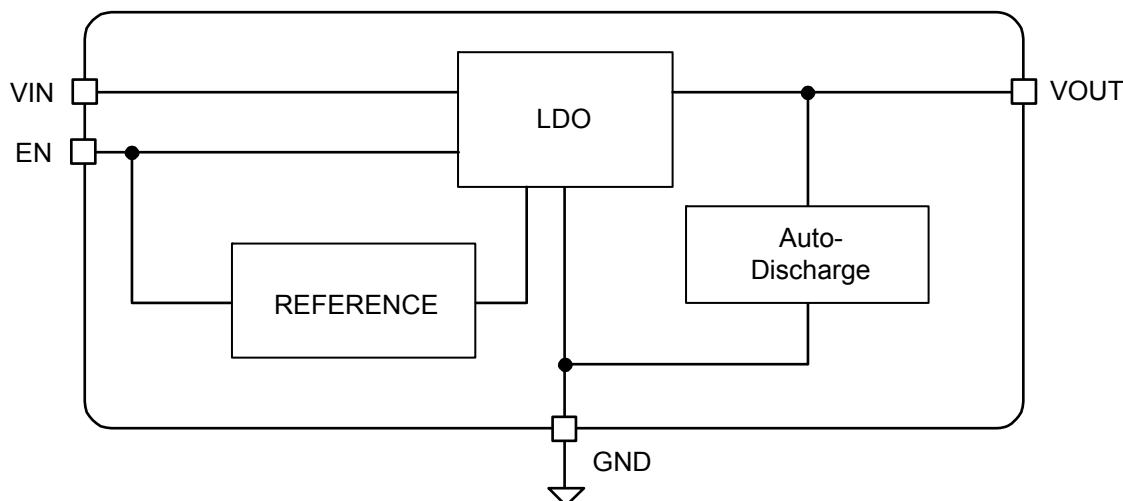 VIN
LDO
VOUT
EN
Auto-
Discharge
REFERENCE
GND